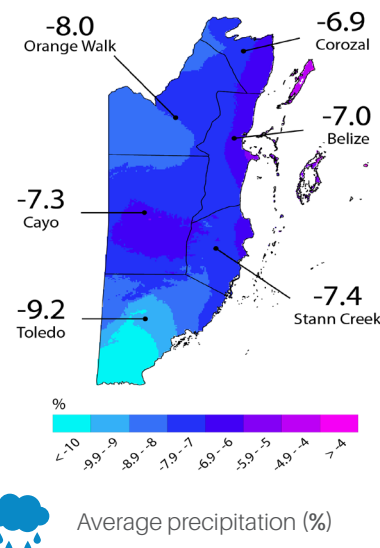 -6.9
Corozal
-8.0
Orange Walk
-7.0
Belize
-7.3
Cayo
-7.4
Stann Creek
-9.2
Toledo
%
< -10
-9.9 - -9
-8.9 - -8
-7.9 - -7
-6.9 - -6
-5.9 - -5
-4.9 - -4
> -4
Average precipitation (%)